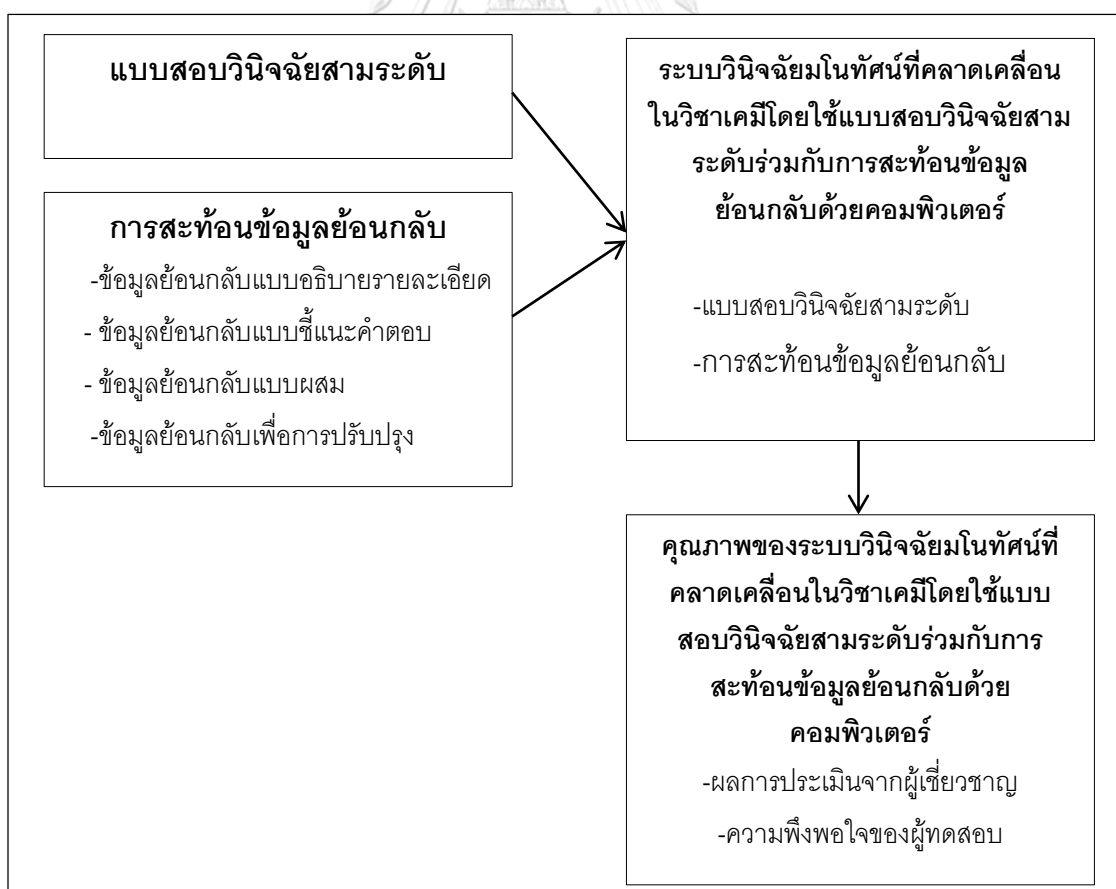 แบบสอบวินิจฉัยสามระดับ
การสะท้อนข้อมูลย้อนกลับ
-ข้อมูลย้อนกลับแบบอธิบายรายละเอียด
- ข้อมูลย้อนกลับแบบชี้แนะคำตอบ
- ข้อมูลย้อนกลับแบบผสม
-ข้อมูลย้อนกลับเพื่อการปรับปรุง
ระบบวินิจฉัยมโนทัศน์ที่คลาดเคลื่อน
ในวิชาเคมีโดยใช้แบบสอบวินิจฉัยสาม
ระดับร่วมกับการสะท้อนข้อมูล
ย้อนกลับด้วยคอมพิวเตอร์
-แบบสอบวินิจฉัยสามระดับ
-การสะท้อนข้อมูลย้อนกลับ
คุณภาพของระบบวินิจฉัยมโนทัศน์ที่
คลาดเคลื่อนในวิชาเคมีโดยใช้แบบ
สอบวินิจฉัยสามระดับร่วมกับการ
สะท้อนข้อมูลย้อนกลับด้วย
คอมพิวเตอร์
-ผลการประเมินจากผู้เชี่ยวชาญ
-ความพึงพอใจของผู้ทดสอบ